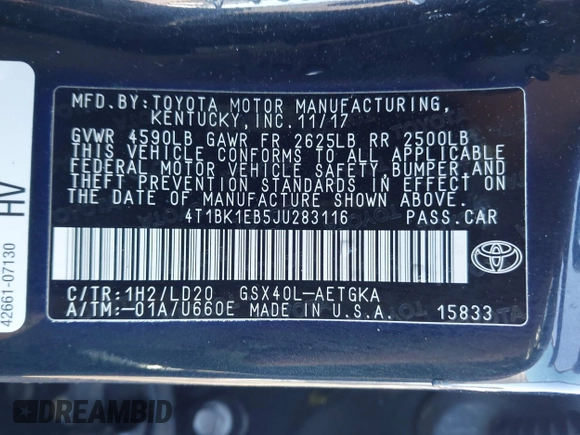 MFD.BY:TOYOTA MOTOR MANUFACTURING,
KENTUCKY,INC.11/17
GVWR 4590LB GAWR FR 2625LB RR 2500LB
THIS VEHICLE CONFORMS TO ALL APPLICABLE
FEDERAL MOTOR VEHICLE SAFETY,BUMPER,AND
THEFT PREVENTION STANDARDS IN EFFECT ON
THE DATE OF MANUFACTURE SHOWN ABOVE.
4T1BK1EB5JU283116 PASS.CAR
C/TR:1H2/LD20 GSX40L-AETGKA
A/TM:-01A/U660E MADE IN U.S.A. 15833
TOYOTA
HV
42661-07130
DREAMBID